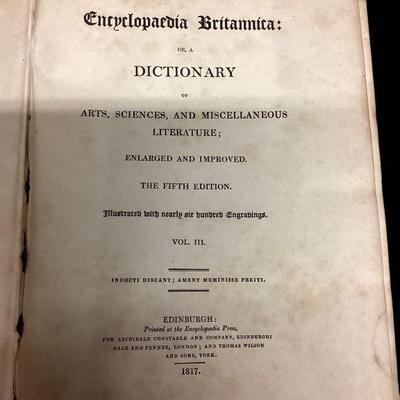 Encyclopaedia Britannica:
OR, A
DICTIONARY
OF
ARTS, SCIENCES, AND MISCELLANEOUS
LITERATURE;
ENLARGED AND IMPROVED.
THE FIFTH EDITION.
Illustrated with nearly six hundred Engravings.
VOL. III.
INDOCTI DISCANT; AMENT MEMINISSE PERITI.
EDINBURGH:
Printed at the Encyclopædia Press,
FOR ARCHIBALD CONSTABLE AND COMPANY, EDINBURGH;
GALE AND FENNER, LONDON; AND THOMAS WILSON
AND SONS, YORK.
1817.